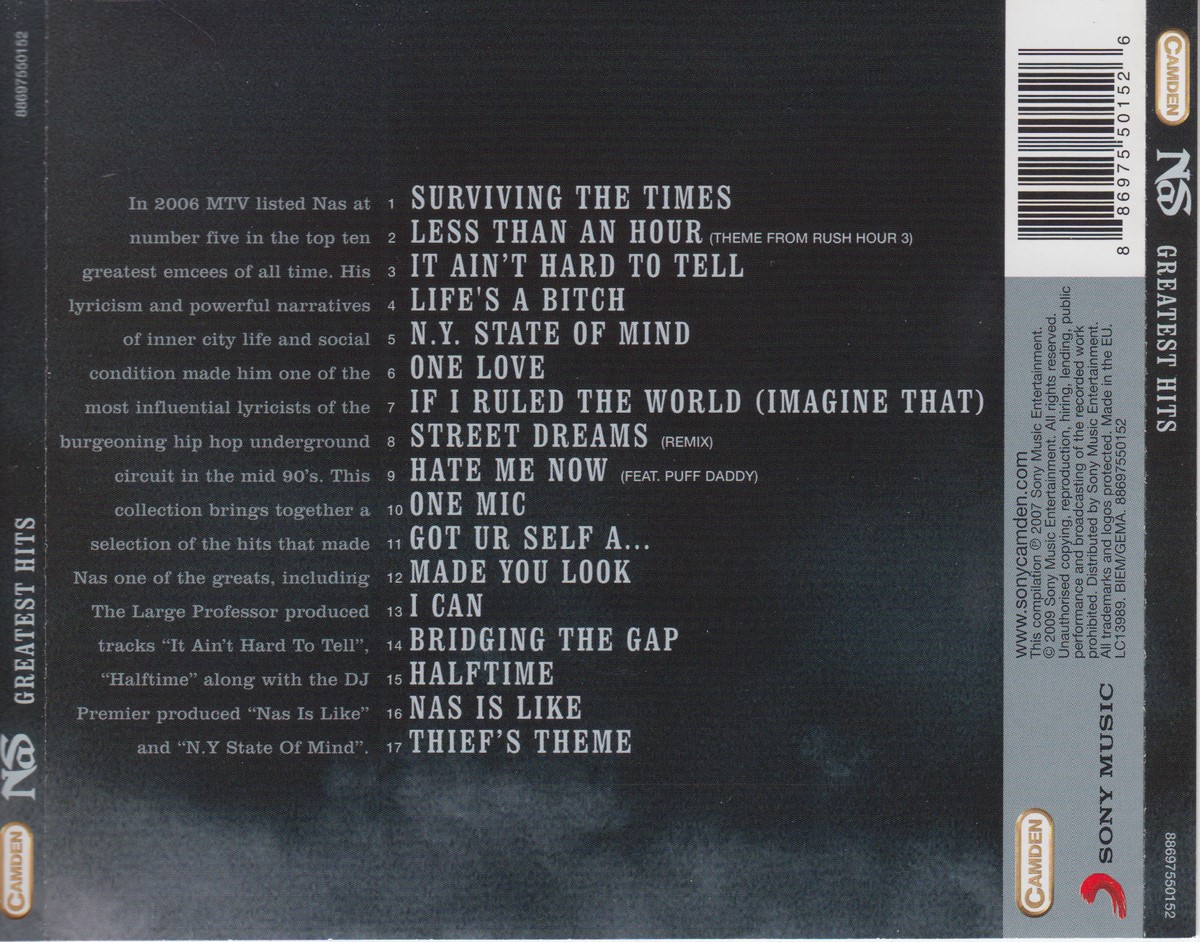 88697550152
GREATEST HITS
Nas
CAMDEN
In 2006 MTV listed Nas at
number five in the top ten
greatest emcees of all time. His
lyricism and powerful narratives
of inner city life and social
condition made him one of the
most influential lyricists of the
burgeoning hip hop underground
circuit in the mid 90's. This
collection brings together a
selection of the hits that made
Nas one of the greats, including
The Large Professor produced
tracks "It Ain't Hard To Tell",
"Halftime" along with the DJ
Premier produced "Nas Is Like"
and "N.Y State Of Mind".
1 SURVIVING THE TIMES
2 LESS THAN AN HOUR (THEME FROM RUSH HOUR 3)
3 IT AIN'T HARD TO TELL
4 LIFE'S A BITCH
5 N.Y. STATE OF MIND
6 ONE LOVE
7 IF I RULED THE WORLD (IMAGINE THAT)
8 STREET DREAMS (REMIX)
9 HATE ME NOW (FEAT. PUFF DADDY)
10 ONE MIC
11 GOT UR SELF A...
12 MADE YOU LOOK
13 I CAN
14 BRIDGING THE GAP
15 HALFTIME
16 NAS IS LIKE
17 THIEF'S THEME
8 86975 50152 6
www.sonycamden.com
This compilation ℗ 2007 Sony Music Entertainment.
© 2009 Sony Music Entertainment. All rights reserved.
Unauthorised copying, reproduction, hiring, lending, public
performance and broadcasting of the recorded work
prohibited. Distributed by Sony Music Entertainment.
All trademarks and logos protected. Made in the EU.
LC13989. BIEM/GEMA. 88697550152
CAMDEN
SONY MUSIC
CAMDEN
Nas
GREATEST HITS
88697550152